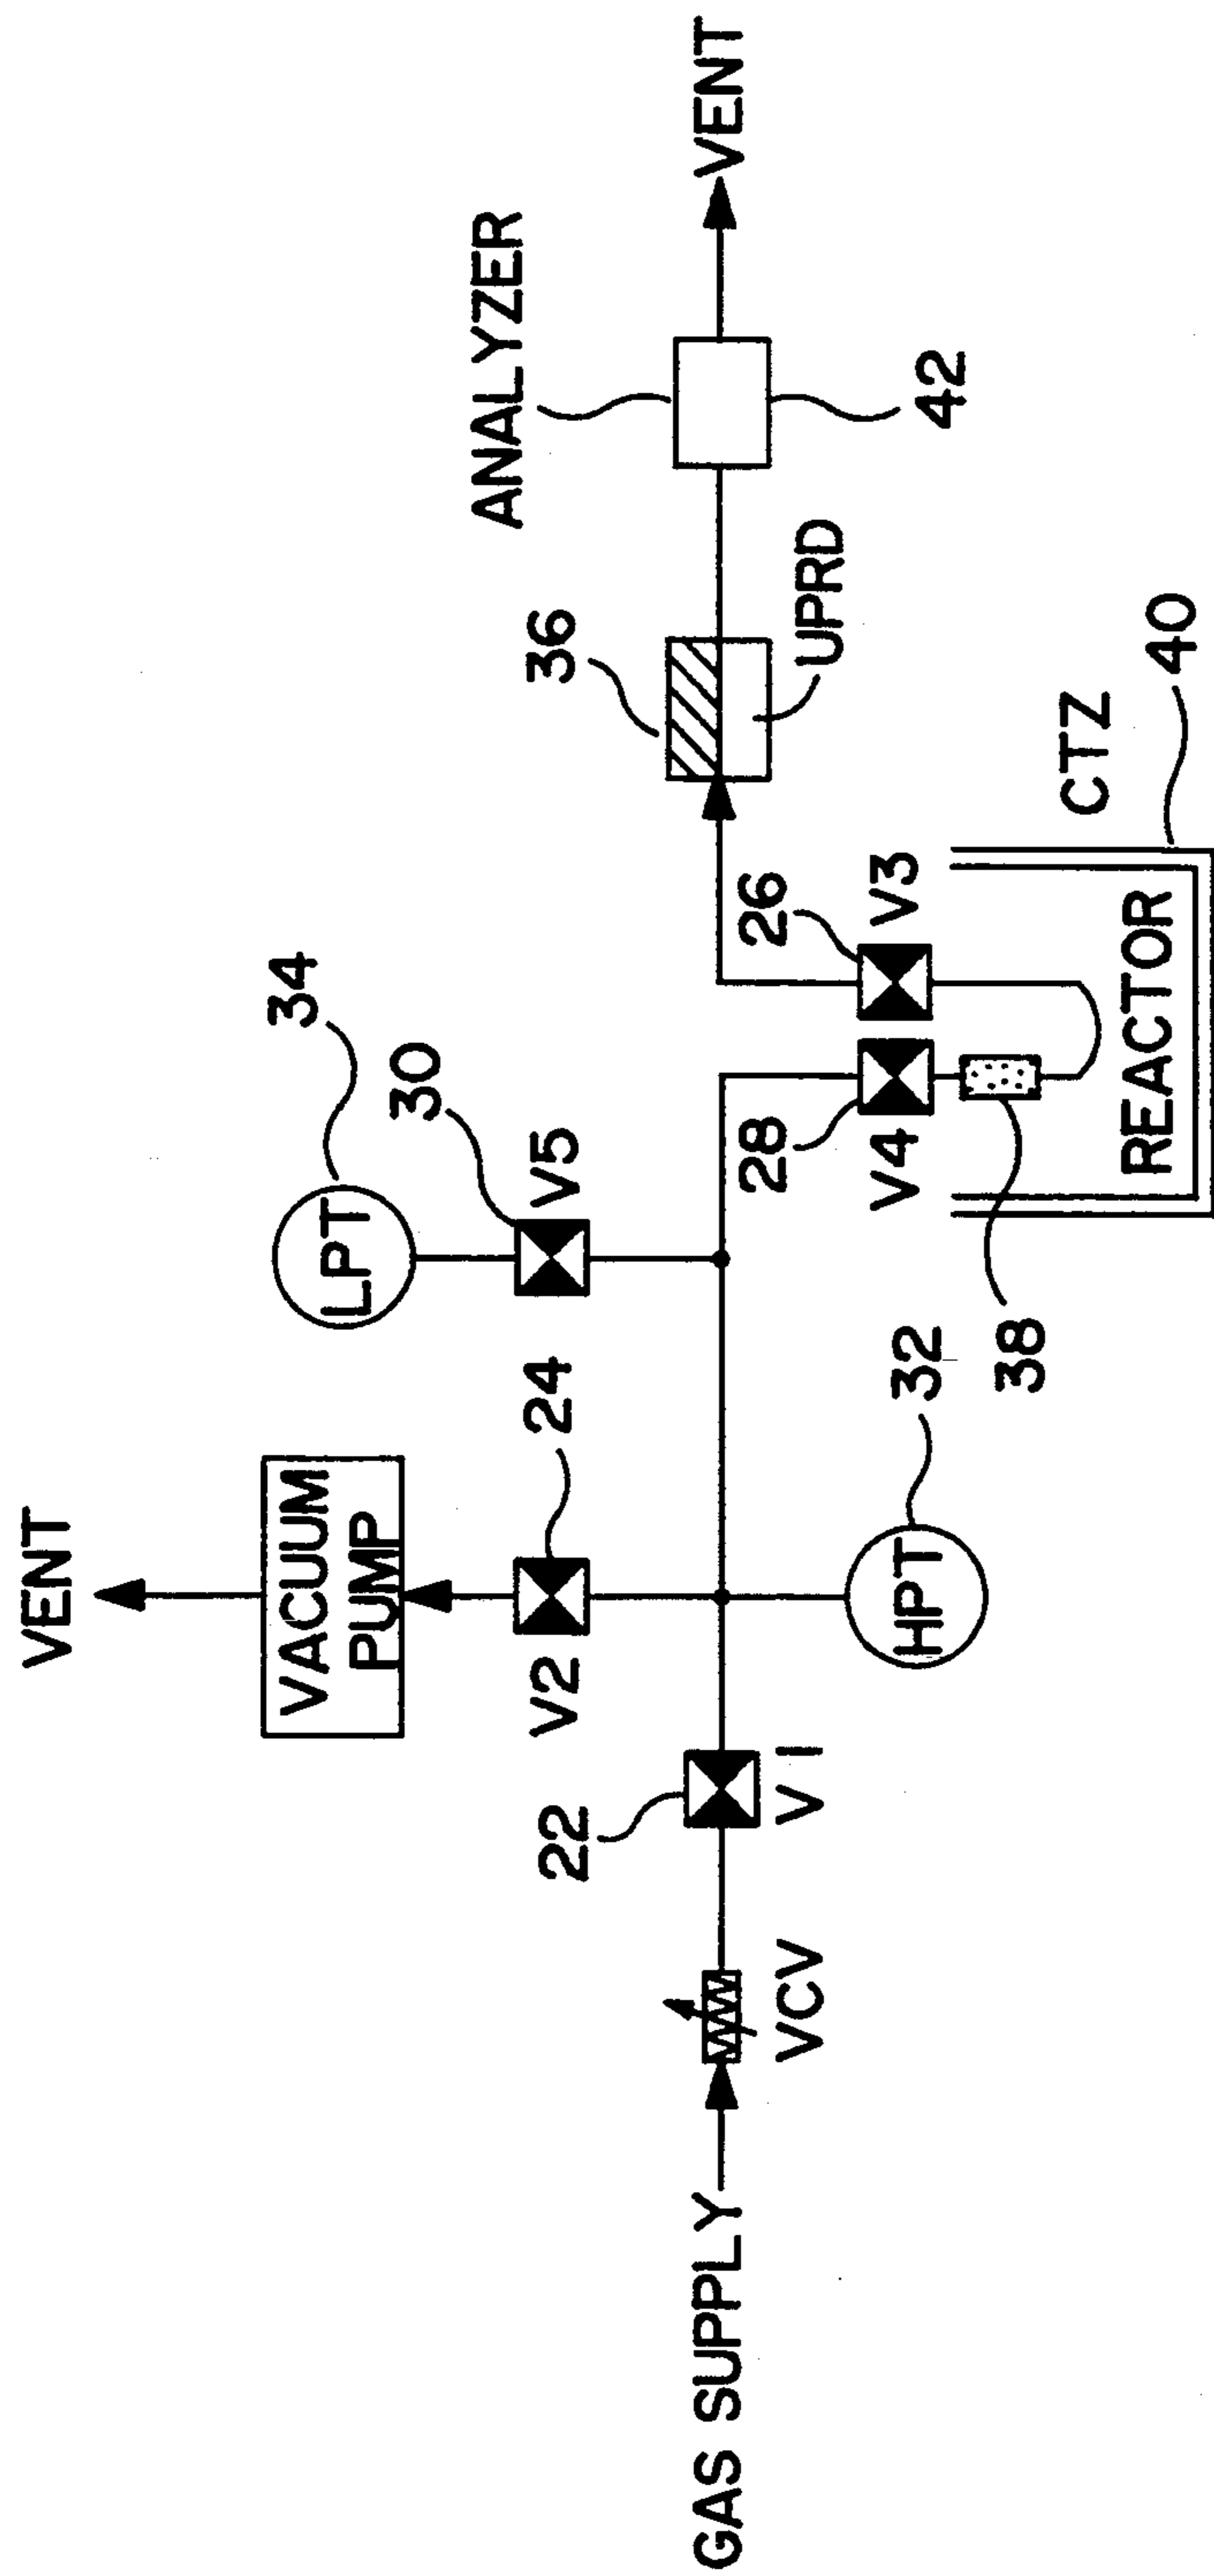 VENT
VACUUM
PUMP
24
V2
34
LPT
30
V5
ANALYZER
VENT
36
UPRD
42
GAS SUPPLY
VCV
22
V1
32
HPT
28
V4
26
V3
38
REACTOR
CTZ
40